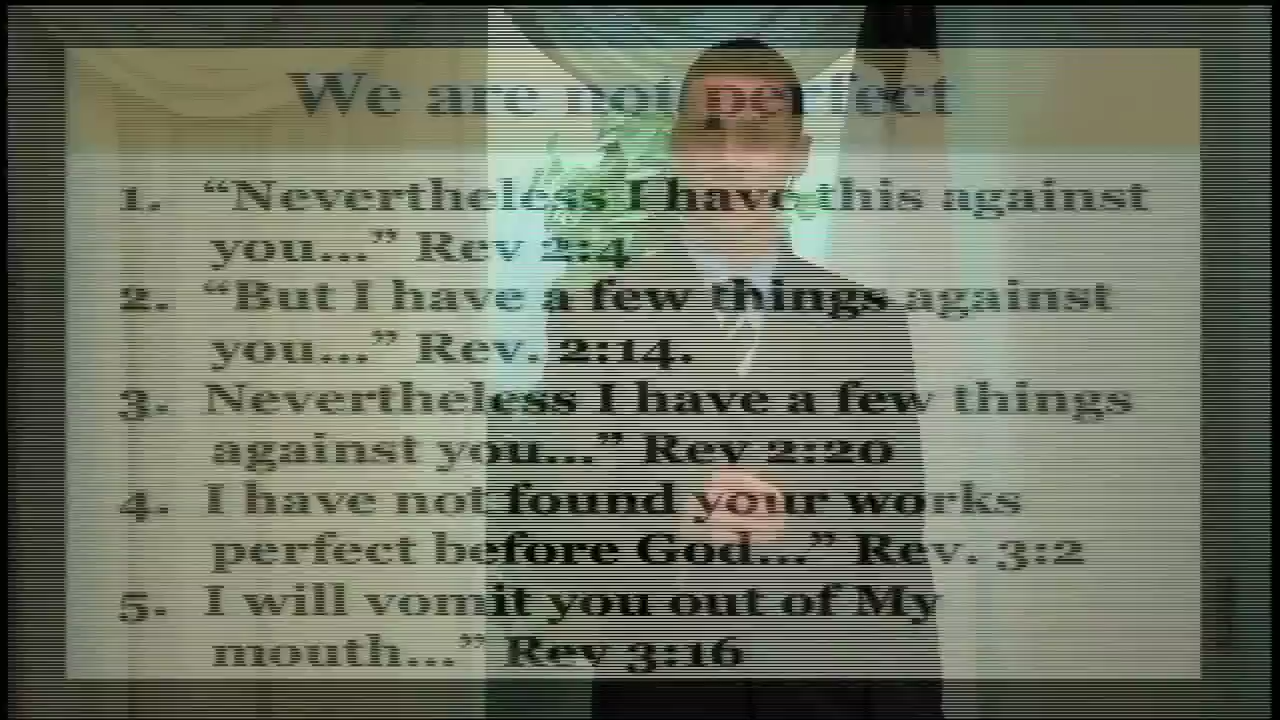 We are not perfect
1. “Nevertheless I have this against
you...” Rev 2:4
2. “But I have a few things against
you...” Rev. 2:14.
3. Nevertheless I have a few things
against you...” Rev 2:20
4. I have not found your works
perfect before God...” Rev. 3:2
5. I will vomit you out of My
mouth...” Rev 3:16